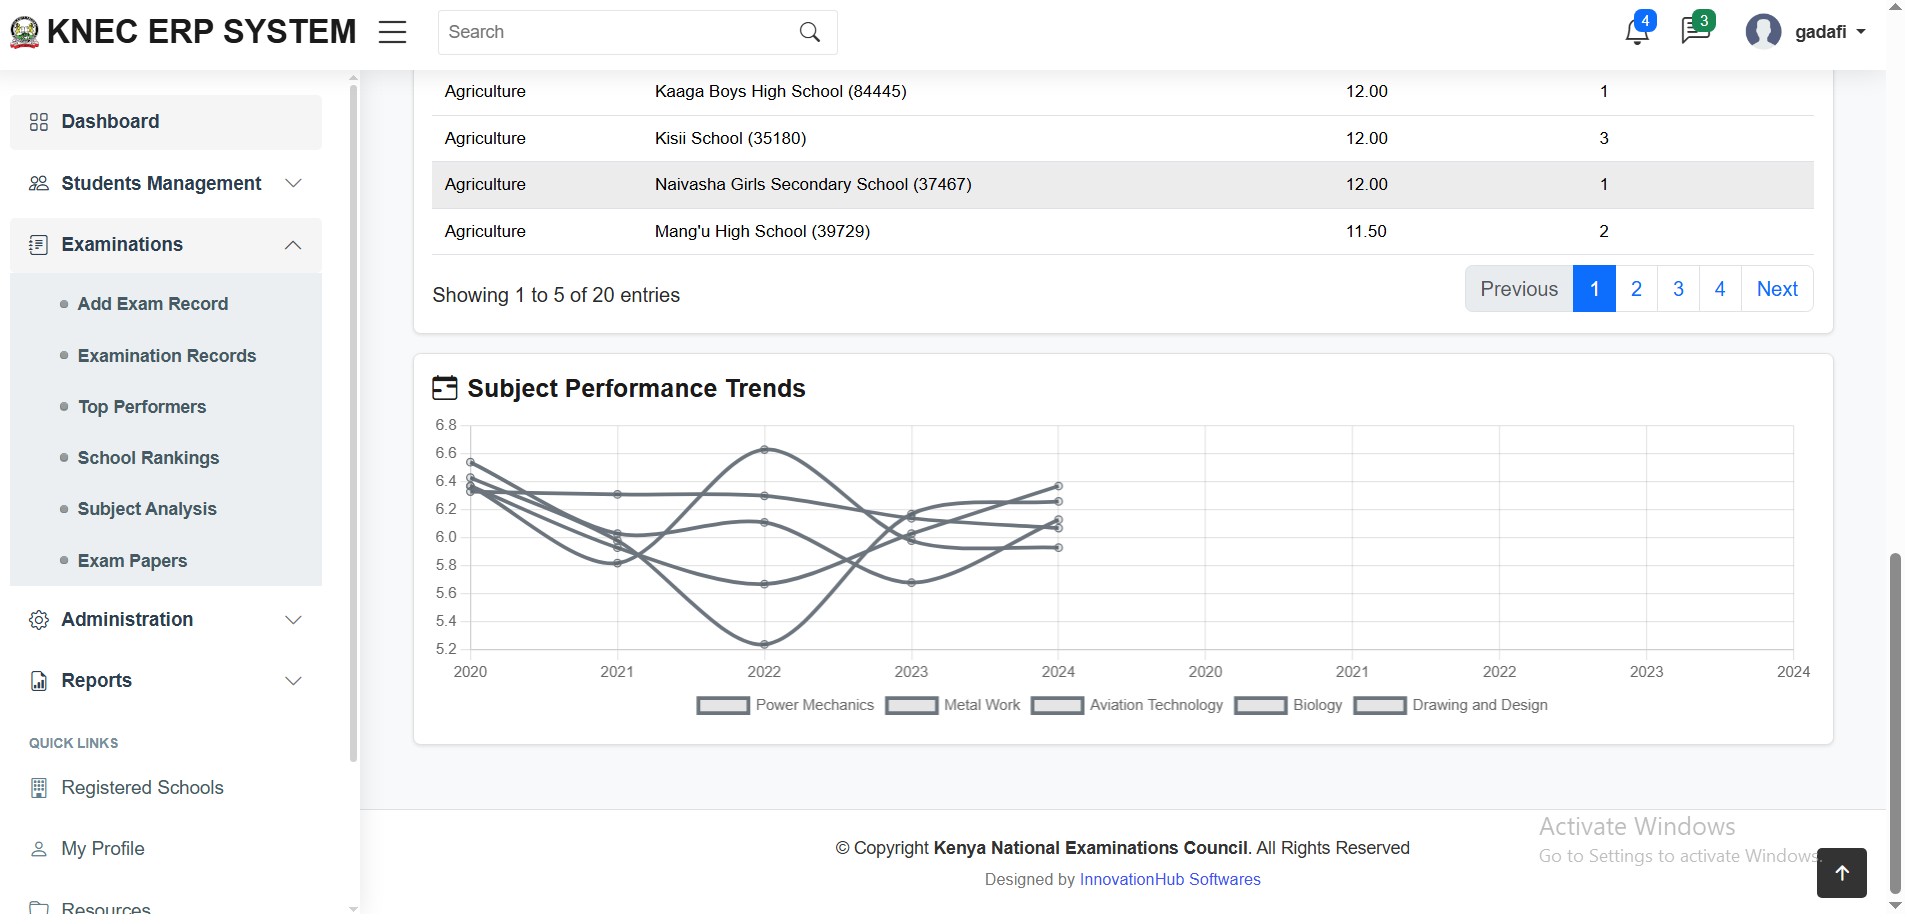 KNEC ERP SYSTEM
Search
4
3
gadafi
Dashboard
Students Management
Examinations
Add Exam Record
Examination Records
Top Performers
School Rankings
Subject Analysis
Exam Papers
Administration
Reports
QUICK LINKS
Registered Schools
My Profile
Resources
Agriculture Kaaga Boys High School (84445) 12.00 1
Agriculture Kisii School (35180) 12.00 3
Agriculture Naivasha Girls Secondary School (37467) 12.00 1
Agriculture Mang'u High School (39729) 11.50 2
Showing 1 to 5 of 20 entries
Previous 1 2 3 4 Next
Subject Performance Trends
6.8
6.6
6.4
6.2
6.0
5.8
5.6
5.4
5.2
2020 2021 2022 2023 2024 2020 2021 2022 2023 2024
Power Mechanics Metal Work Aviation Technology Biology Drawing and Design
© Copyright Kenya National Examinations Council. All Rights Reserved
Designed by InnovationHub Softwares
Activate Windows
Go to Settings to activate Windows.